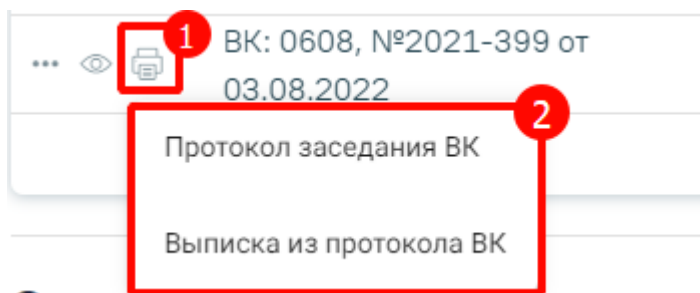 1
ВК: 0608, №2021-399 от
03.08.2022
2
Протокол заседания ВК
Выписка из протокола ВК